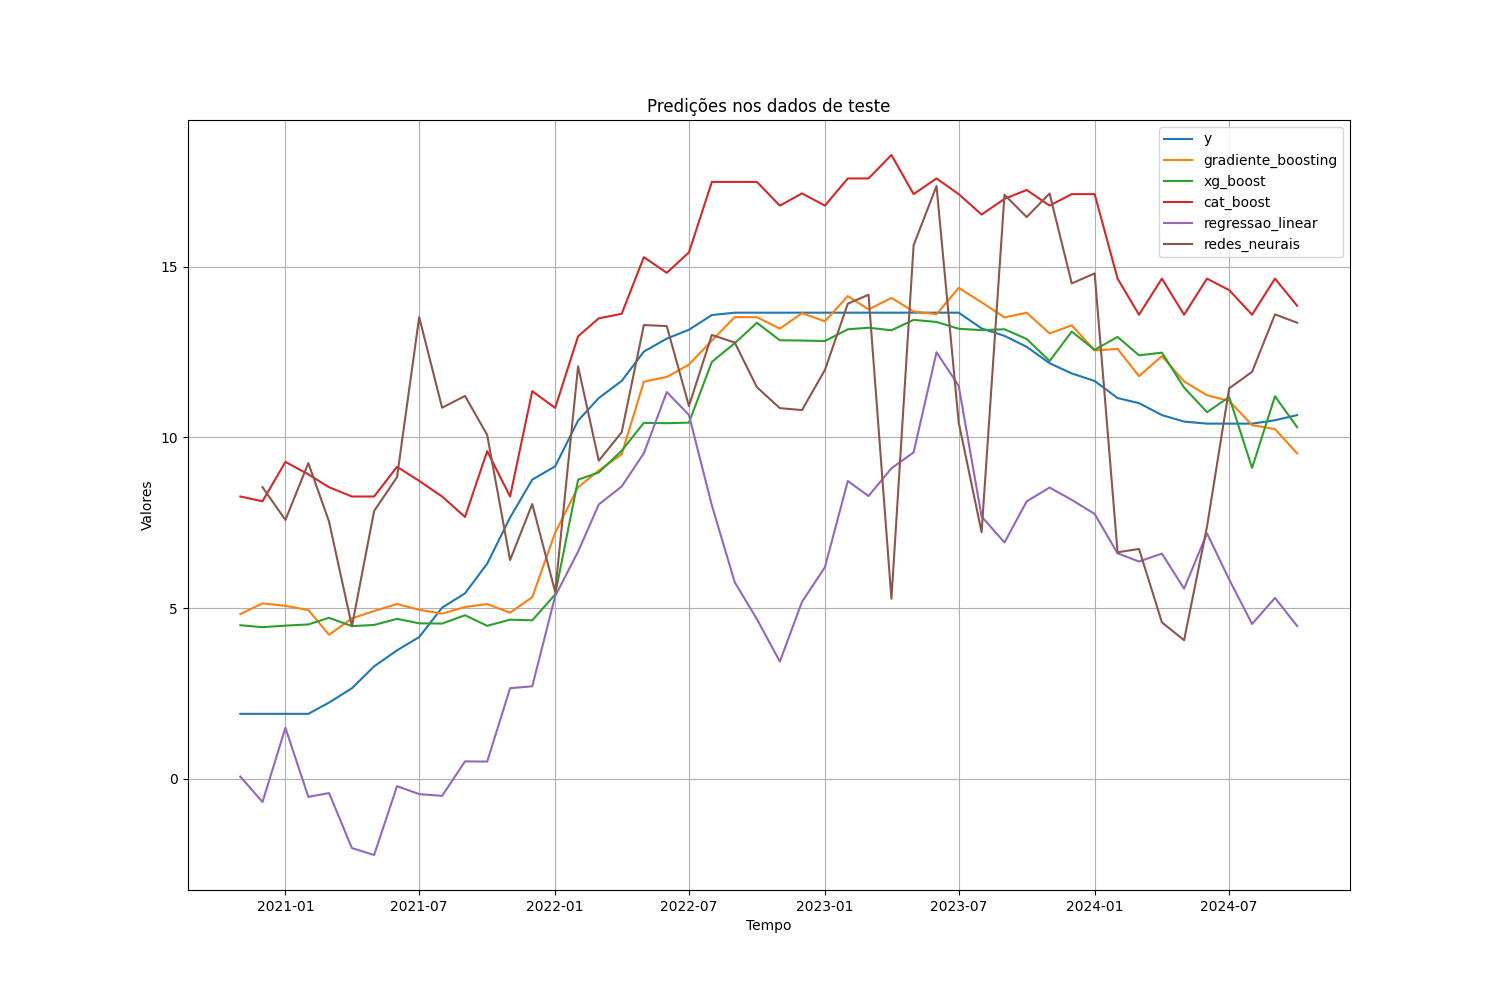 Predições nos dados de teste
y
gradiente_boosting
xg_boost
cat_boost
regressao_linear
redes_neurais
Valores
15
10
5
0
2021-01 2021-07 2022-01 2022-07 2023-01 2023-07 2024-01 2024-07
Tempo